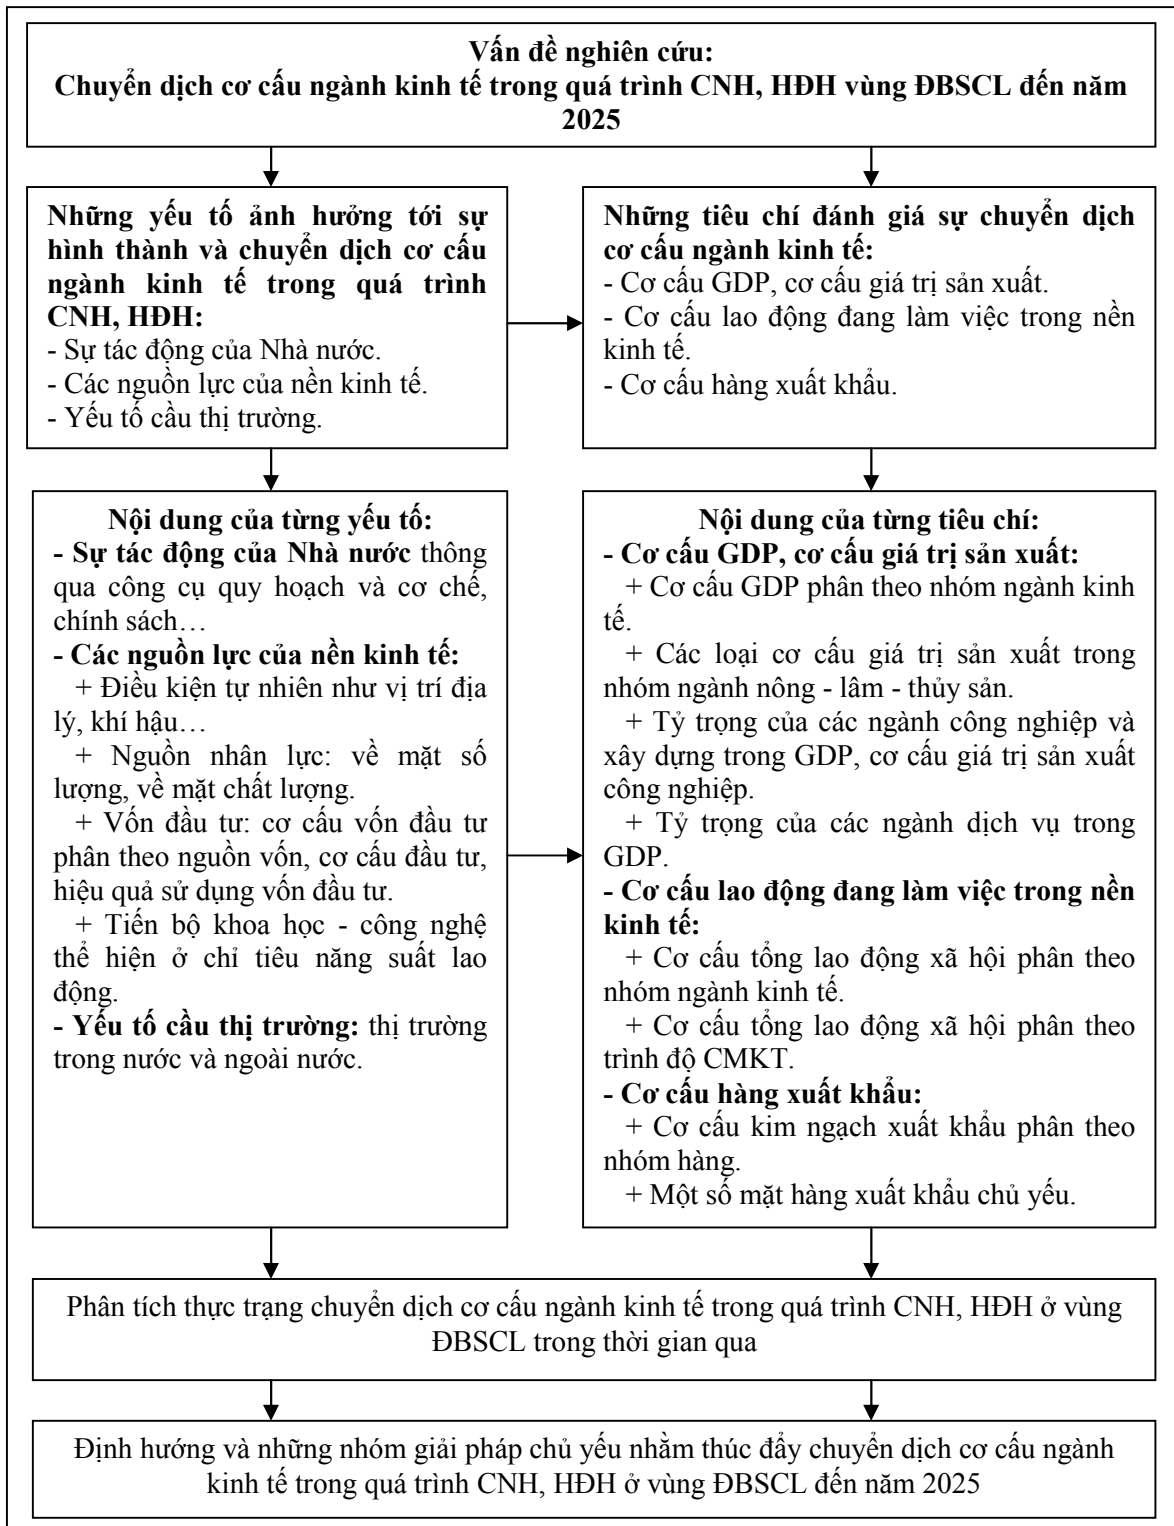 Vấn đề nghiên cứu:
Chuyển dịch cơ cấu ngành kinh tế trong quá trình CNH, HĐH vùng ĐBSCL đến năm
2025
Những yếu tố ảnh hưởng tới sự
hình thành và chuyển dịch cơ cấu
ngành kinh tế trong quá trình
CNH, HĐH:
- Sự tác động của Nhà nước.
- Các nguồn lực của nền kinh tế.
- Yếu tố cầu thị trường.
Những tiêu chí đánh giá sự chuyển dịch
cơ cấu ngành kinh tế:
- Cơ cấu GDP, cơ cấu giá trị sản xuất.
- Cơ cấu lao động đang làm việc trong nền
kinh tế.
- Cơ cấu hàng xuất khẩu.
Nội dung của từng yếu tố:
- Sự tác động của Nhà nước thông
qua công cụ quy hoạch và cơ chế,
chính sách…
- Các nguồn lực của nền kinh tế:
+ Điều kiện tự nhiên như vị trí địa
lý, khí hậu…
+ Nguồn nhân lực: về mặt số
lượng, về mặt chất lượng.
+ Vốn đầu tư: cơ cấu vốn đầu tư
phân theo nguồn vốn, cơ cấu đầu tư,
hiệu quả sử dụng vốn đầu tư.
+ Tiến bộ khoa học - công nghệ
thể hiện ở chỉ tiêu năng suất lao
động.
- Yếu tố cầu thị trường: thị trường
trong nước và ngoài nước.
Nội dung của từng tiêu chí:
- Cơ cấu GDP, cơ cấu giá trị sản xuất:
+ Cơ cấu GDP phân theo nhóm ngành kinh
tế.
+ Các loại cơ cấu giá trị sản xuất trong
nhóm ngành nông - lâm - thủy sản.
+ Tỷ trọng của các ngành công nghiệp và
xây dựng trong GDP, cơ cấu giá trị sản xuất
công nghiệp.
+ Tỷ trọng của các ngành dịch vụ trong
GDP.
- Cơ cấu lao động đang làm việc trong nền
kinh tế:
+ Cơ cấu tổng lao động xã hội phân theo
nhóm ngành kinh tế.
+ Cơ cấu tổng lao động xã hội phân theo
trình độ CMKT.
- Cơ cấu hàng xuất khẩu:
+ Cơ cấu kim ngạch xuất khẩu phân theo
nhóm hàng.
+ Một số mặt hàng xuất khẩu chủ yếu.
Phân tích thực trạng chuyển dịch cơ cấu ngành kinh tế trong quá trình CNH, HĐH ở vùng
ĐBSCL trong thời gian qua
Định hướng và những nhóm giải pháp chủ yếu nhằm thúc đẩy chuyển dịch cơ cấu ngành
kinh tế trong quá trình CNH, HĐH ở vùng ĐBSCL đến năm 2025